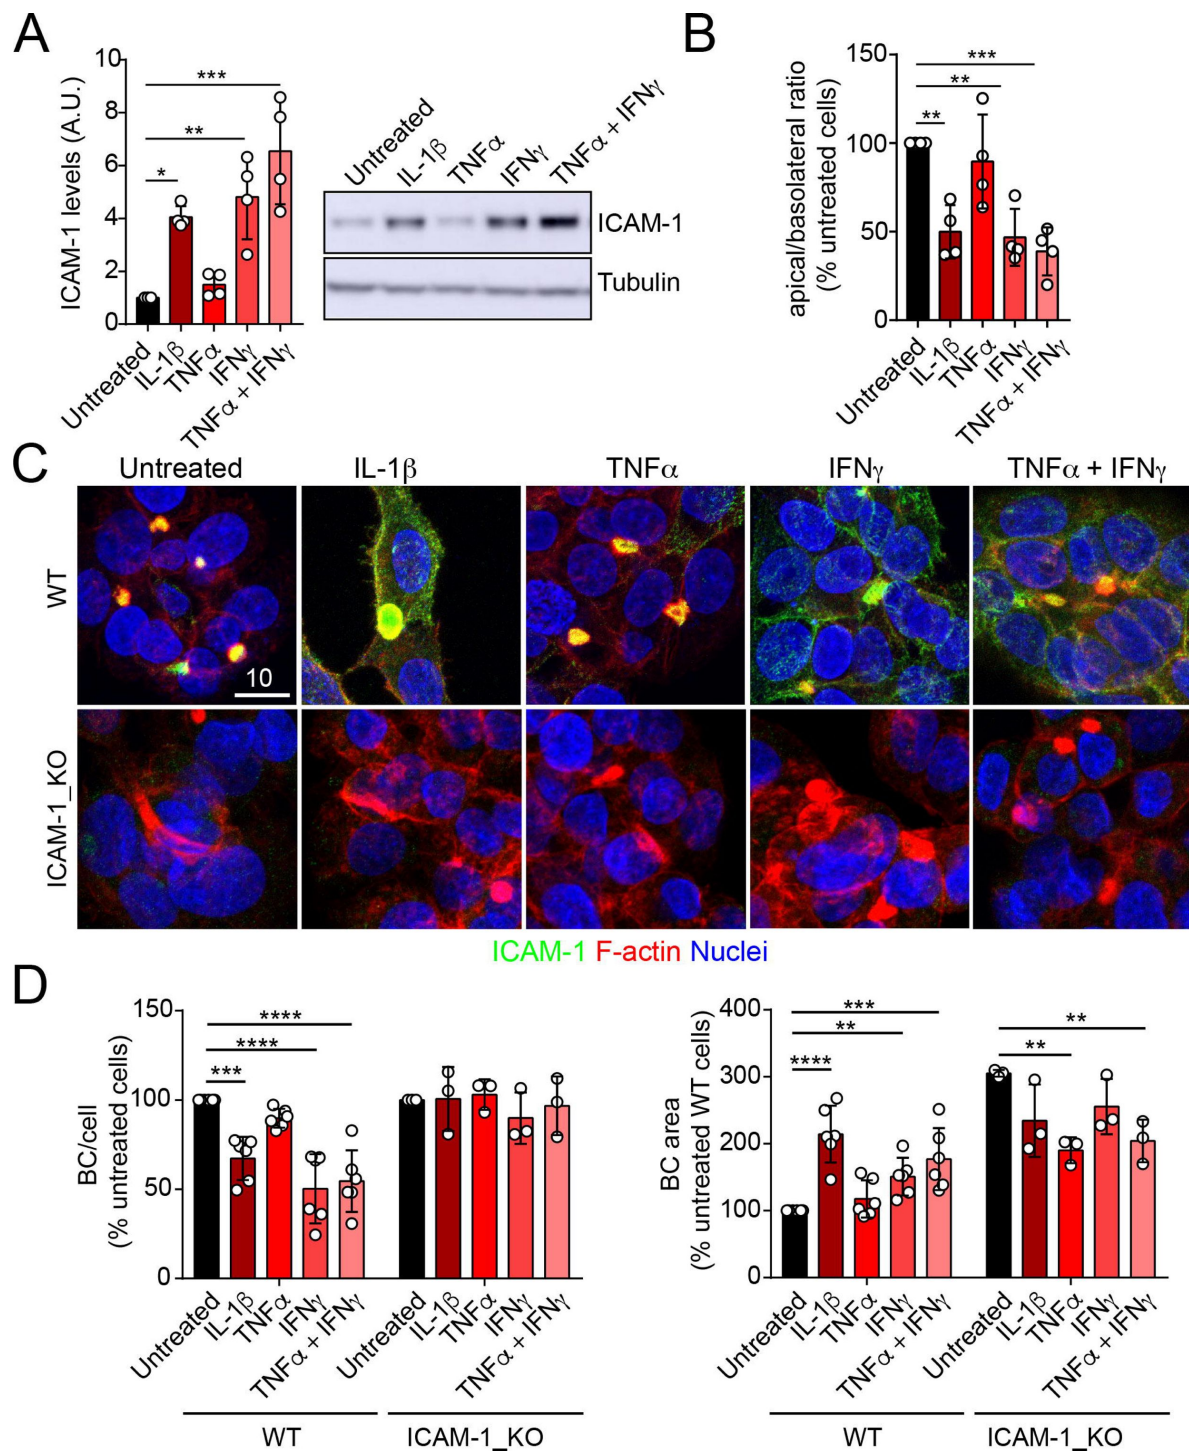 A
ICAM-1 levels (A.U.)
10
8
6
4
2
0
***
**
*
Untreated
IL-1β
TNFα
IFNγ
TNFα + IFNγ
Untreated
IL-1β
TNFα
IFNγ
TNFα + IFNγ
ICAM-1
Tubulin
B
apical/basolateral ratio
(% untreated cells)
150
100
50
0
***
**
**
Untreated
IL-1β
TNFα
IFNγ
TNFα + IFNγ
C
Untreated
IL-1β
TNFα
IFNγ
TNFα + IFNγ
WT
10
ICAM-1_KO
ICAM-1 F-actin Nuclei
D
BC/cell
(% untreated cells)
150
100
50
0
****
****
***
Untreated
IL-1β
TNFα
IFNγ
TNFα + IFNγ
Untreated
IL-1β
TNFα
IFNγ
TNFα + IFNγ
WT
ICAM-1_KO
BC area
(% untreated WT cells)
400
300
200
100
0
***
**
****
**
**
Untreated
IL-1β
TNFα
IFNγ
TNFα + IFNγ
Untreated
IL-1β
TNFα
IFNγ
TNFα + IFNγ
WT
ICAM-1_KO